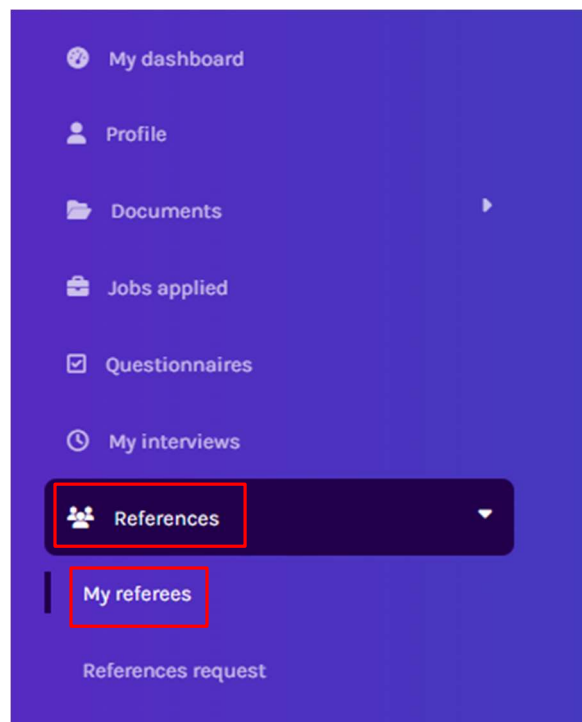 My dashboard
Profile
Documents
Jobs applied
Questionnaires
My interviews
References
My referees
References request